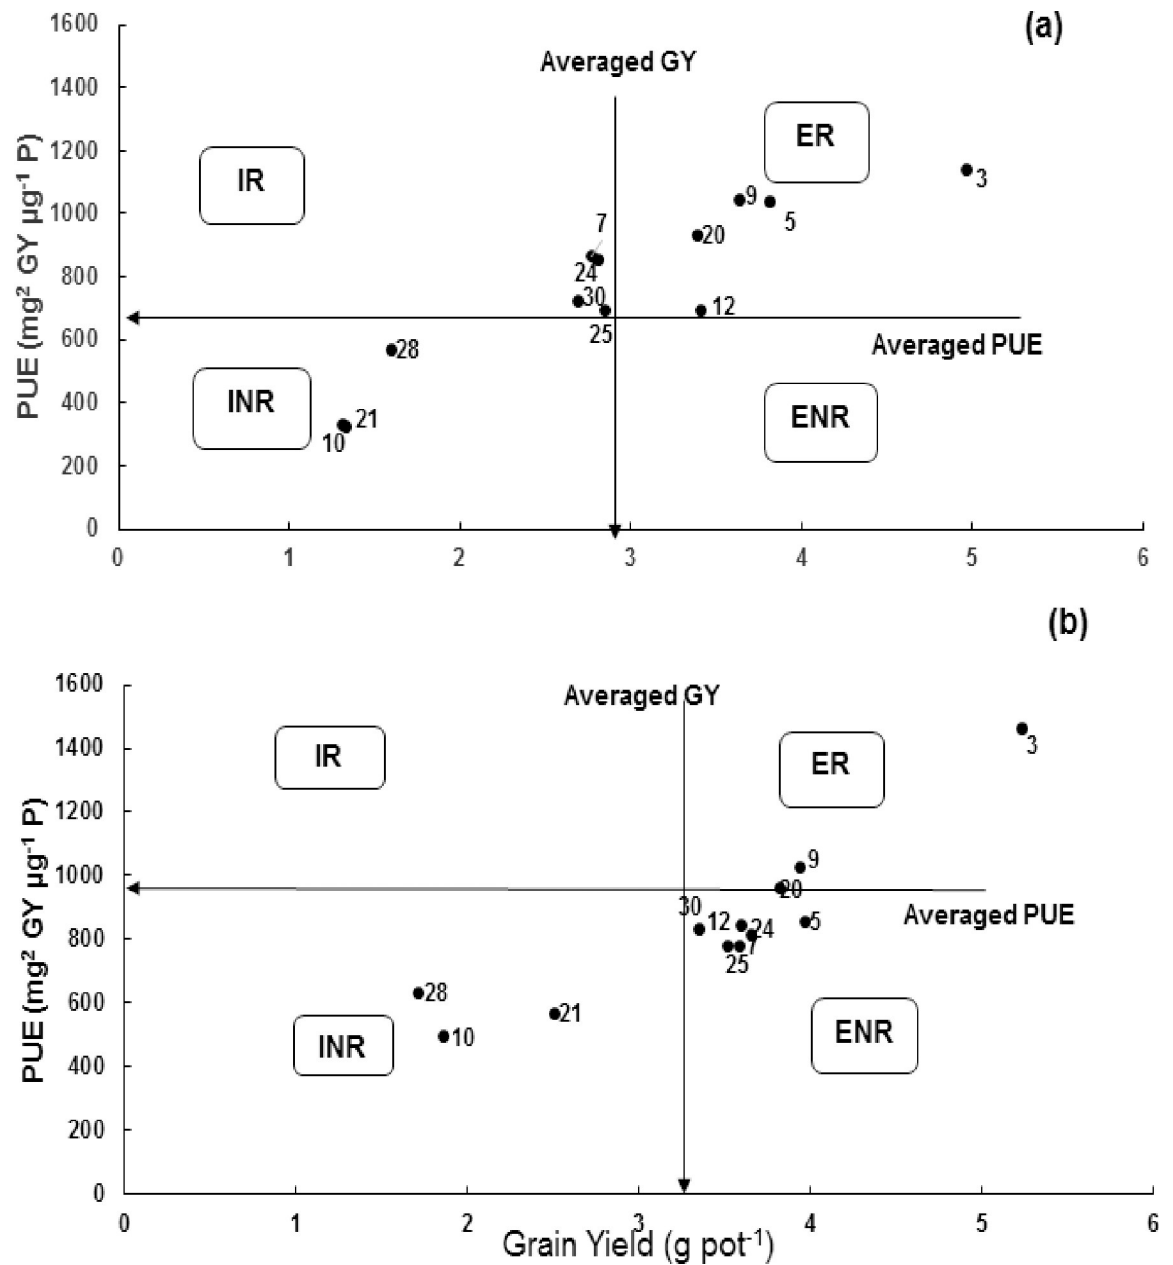 (a)
1600
Averaged GY
1400
ER
1200
IR
3
9
5
1000
20
7
800
24
30
12
25
600
Averaged PUE
28
400
INR
21
ENR
10
200
0
PUE (mg² GY µg⁻¹ P)
0 1 2 3 4 5 6
(b)
1600
Averaged GY
1400
IR
ER
3
1200
1000
9
20
Averaged PUE
30
12
24
5
800
25
7
600
28
21
10
INR
ENR
400
200
0
PUE (mg² GY µg⁻¹ P)
0 1 2 3 4 5 6
Grain Yield (g pot⁻¹)